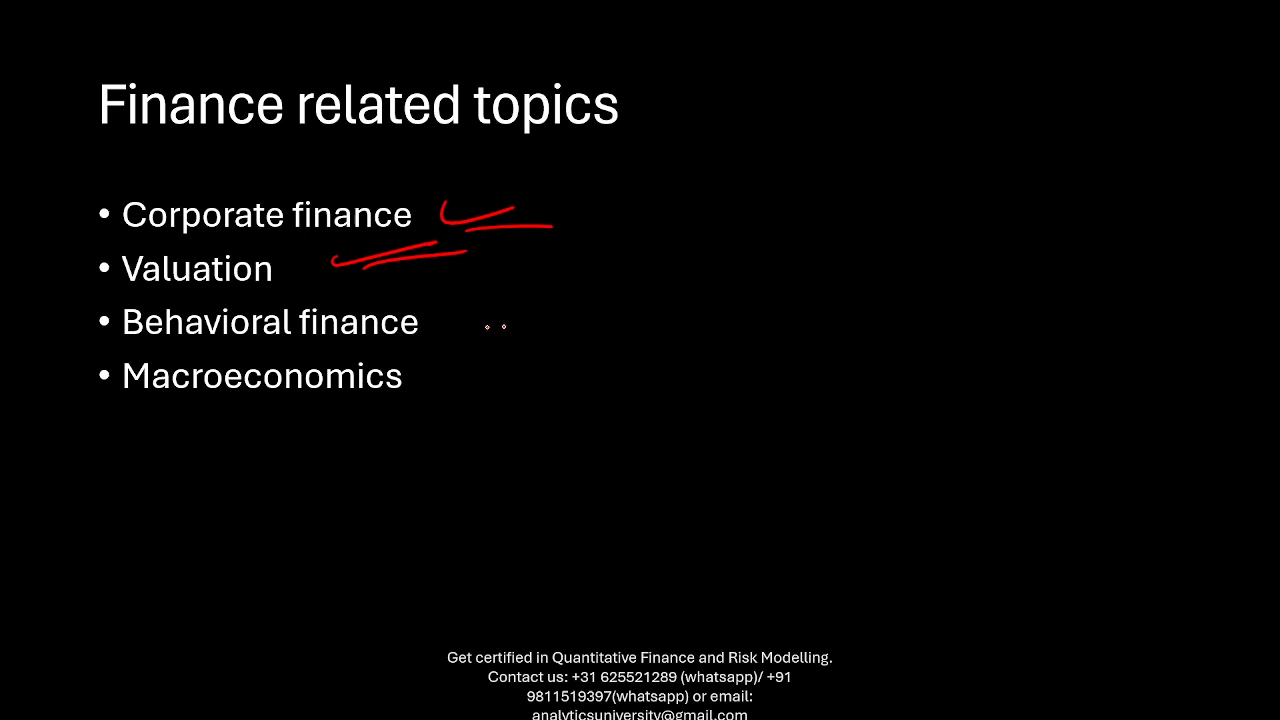 Finance related topics
• Corporate finance
• Valuation
• Behavioral finance
• Macroeconomics
Get certified in Quantitative Finance and Risk Modelling.
Contact us: +31 625521289 (whatsapp)/ +91
9811519397(whatsapp) or email:
analyticsuniversity@gmail.com